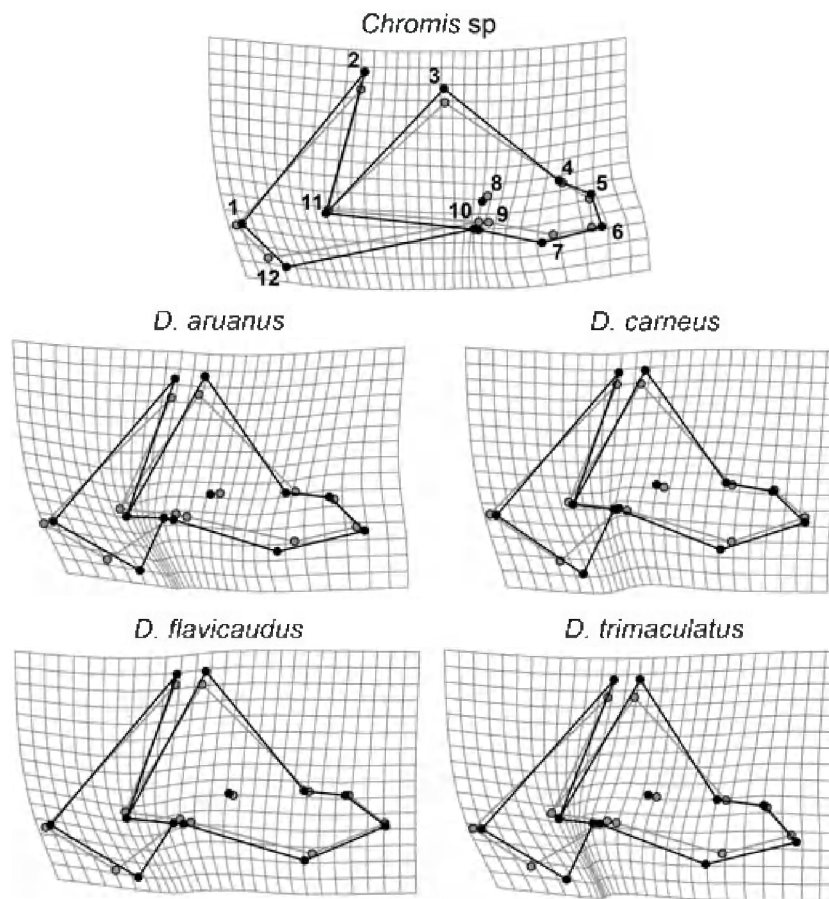 Chromis sp
2
3
4
5
8
11
1
10 9
6
7
12
D. aruanus
D. carneus
D. flavicaudus
D. trimaculatus